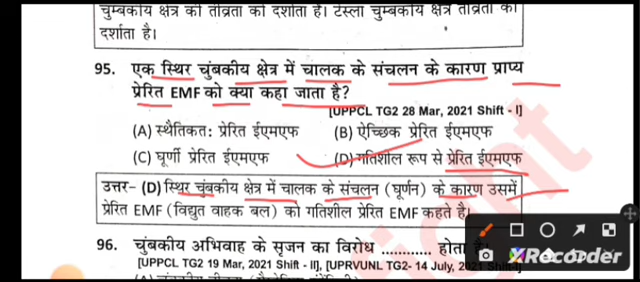 चुम्बकीय क्षेत्र की तीव्रता को दर्शाता है। टेस्ला चुम्बकीय क्षेत्र तीव्रता को
दर्शाता है।
95. एक स्थिर चुंबकीय क्षेत्र में चालक के संचलन के कारण प्राप्य
प्रेरित EMF को क्या कहा जाता है?
[UPPCL TG2 28 Mar, 2021 Shift - I]
(A) स्थैतिकत: प्रेरित ईएमएफ (B) ऐच्छिक प्रेरित ईएमएफ
(C) घूर्णी प्रेरित ईएमएफ (D) गतिशील रूप से प्रेरित ईएमएफ
उत्तर- (D) स्थिर चुंबकीय क्षेत्र में चालक के संचलन (घूर्णन) के कारण उसमें
प्रेरित EMF (विद्युत वाहक बल) को गतिशील प्रेरित EMF कहते है।
96. चुंबकीय अभिवाह के सृजन का विरोध ............ होता है।
[UPPCL TG2 19 Mar, 2021 Shift - II], [UPRVUNL TG2- 14 July, 2021 Shift-I]
XRecorder